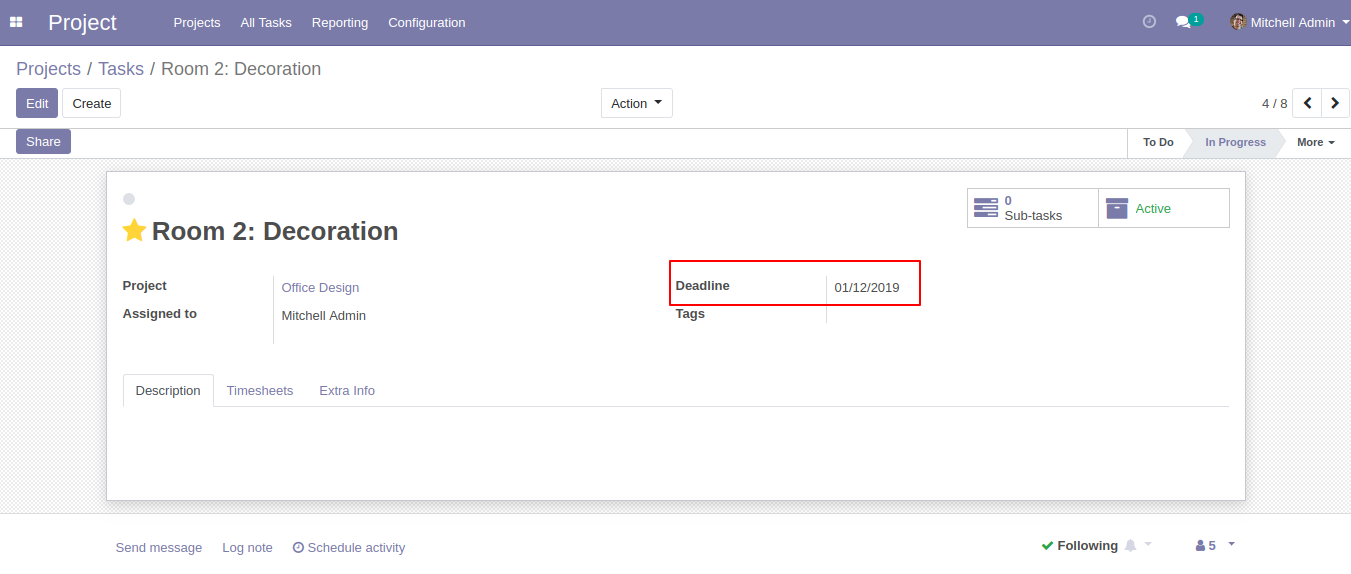 Project Projects All Tasks Reporting Configuration 1 Mitchell Admin
Projects / Tasks / Room 2: Decoration
Edit Create Action 4 / 8
Share To Do In Progress More
0
Sub-tasks
Active
Room 2: Decoration
Project Office Design
Assigned to Mitchell Admin
Deadline 01/12/2019
Tags
Description Timesheets Extra Info
Send message Log note Schedule activity Following 5